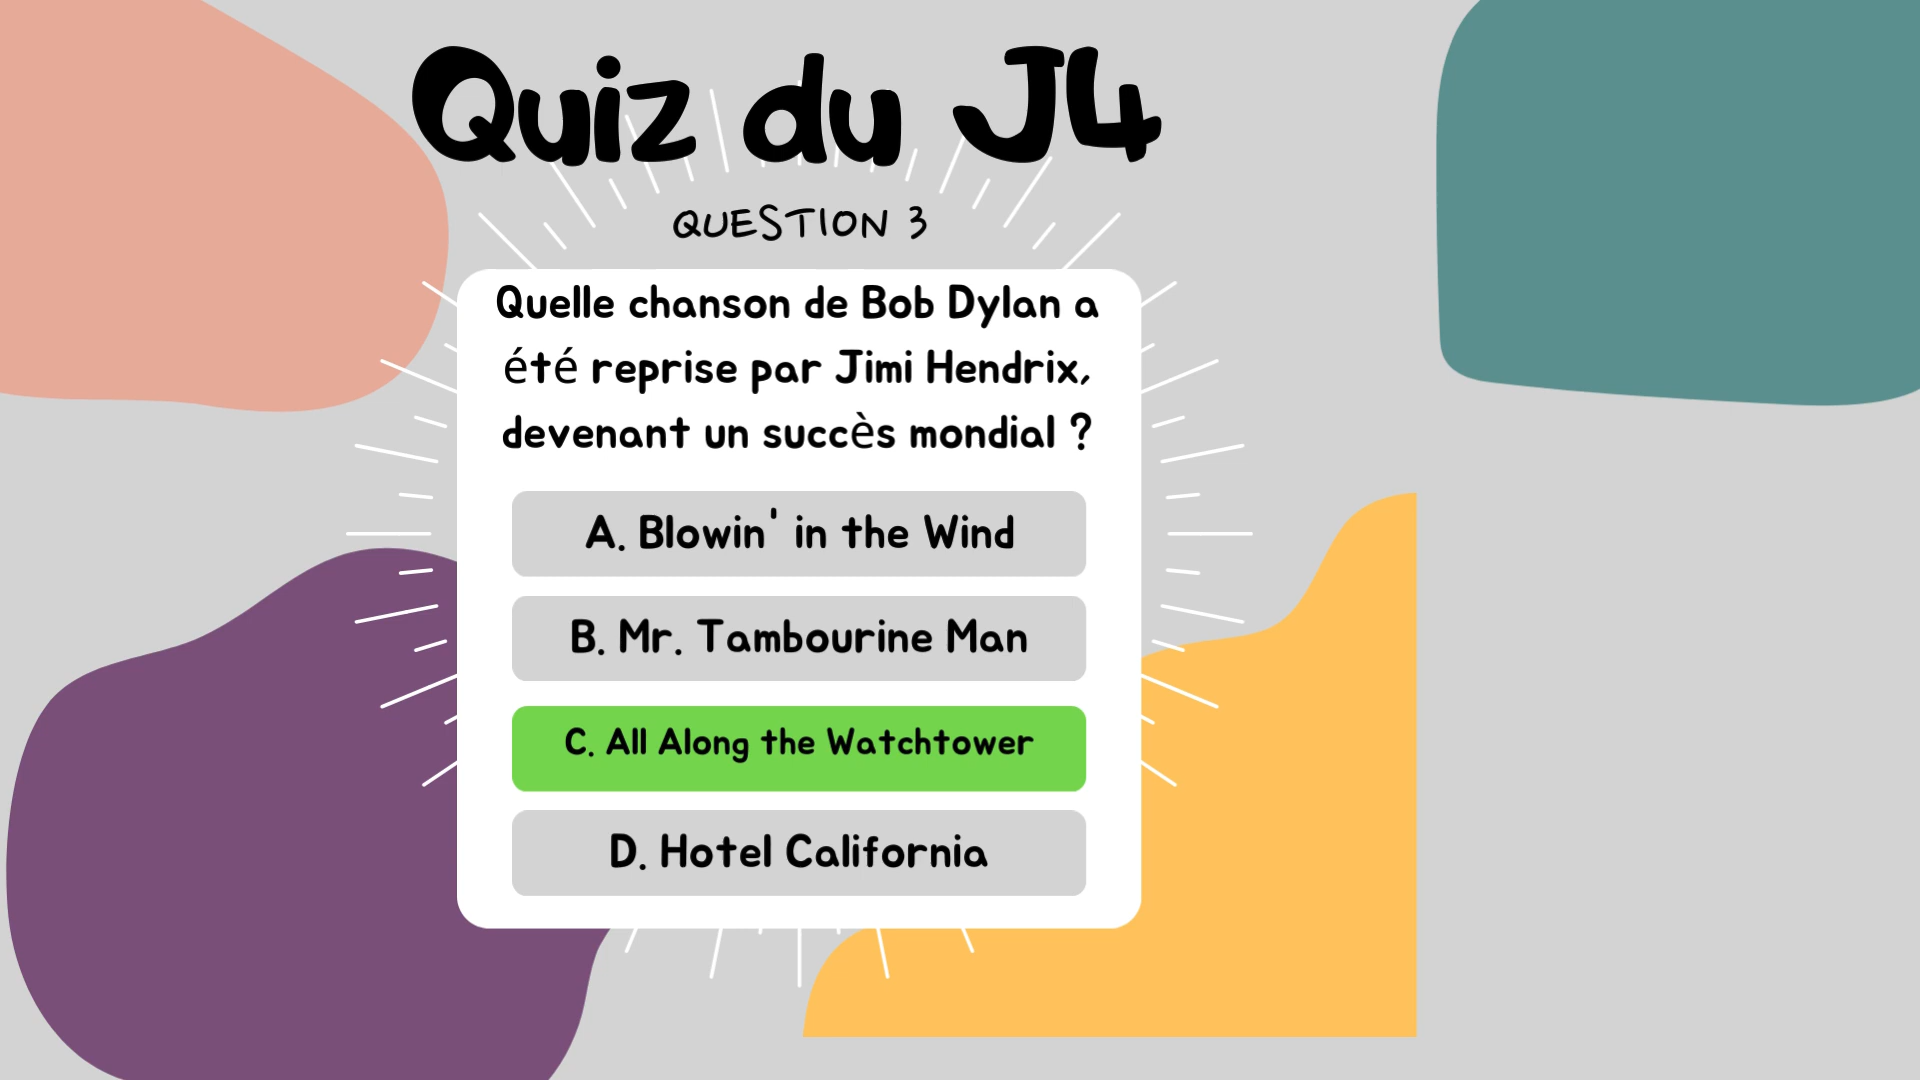 Quiz du J4
QUESTION 3
Quelle chanson de Bob Dylan a
été reprise par Jimi Hendrix,
devenant un succès mondial ?
A. Blowin' in the Wind
B. Mr. Tambourine Man
C. All Along the Watchtower
D. Hotel California